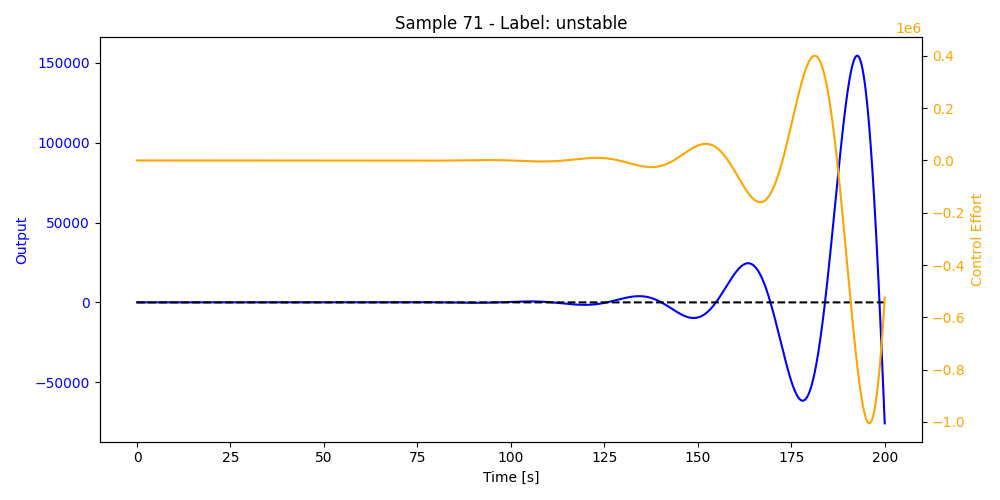 Sample 71 - Label: unstable
1e6
150000
100000
50000
0
−50000
Output
0.4
0.2
0.0
−0.2
−0.4
−0.6
−0.8
−1.0
Control Effort
0 25 50 75 100 125 150 175 200
Time [s]